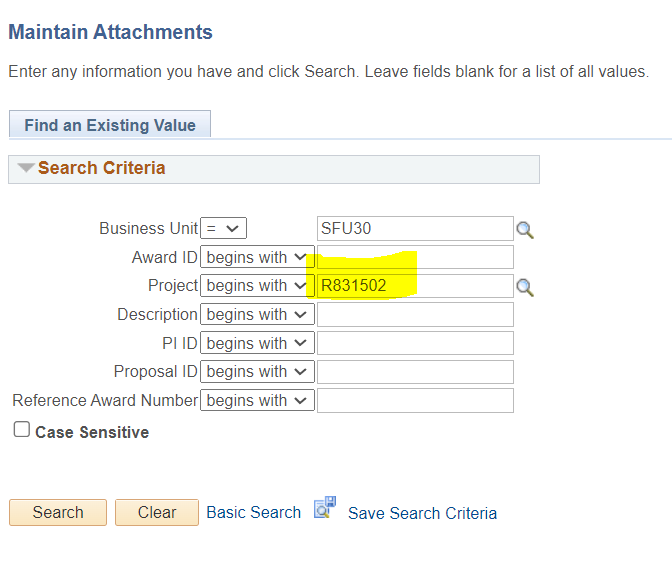 Maintain Attachments
Enter any information you have and click Search. Leave fields blank for a list of all values.
Find an Existing Value
Search Criteria
Business Unit = SFU30
Award ID begins with
Project begins with R831502
Description begins with
PI ID begins with
Proposal ID begins with
Reference Award Number begins with
Case Sensitive
Search Clear Basic Search Save Search Criteria